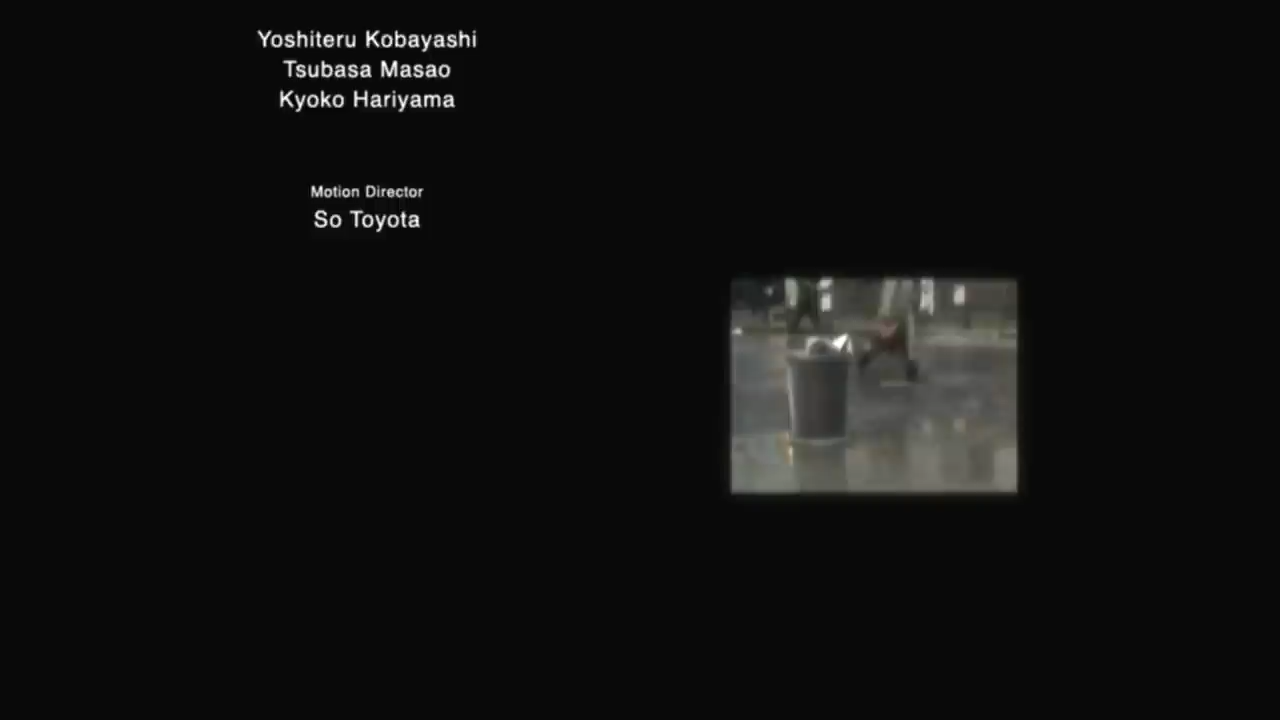 Yoshiteru Kobayashi
Tsubasa Masao
Kyoko Hariyama
Motion Director
So Toyota